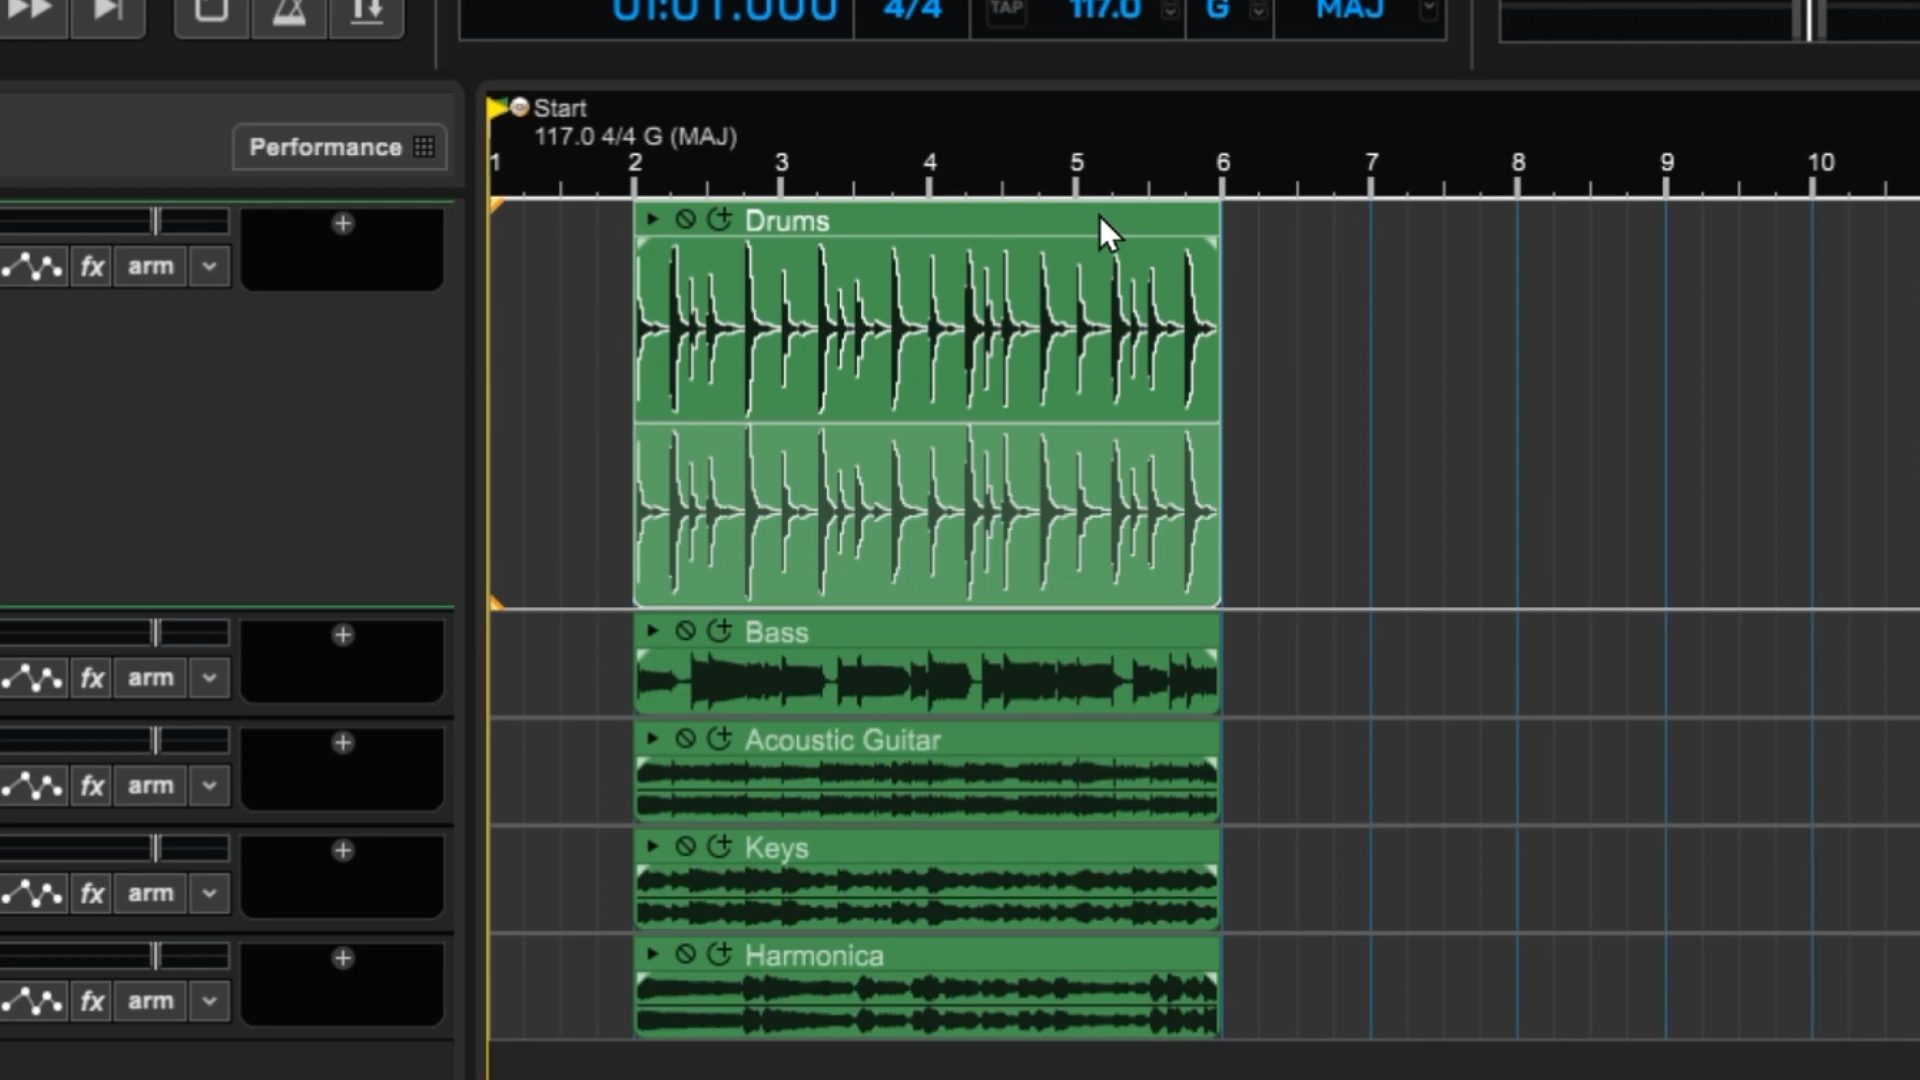 01:01.000 4/4 TAP 117.0 G MAJ
Start
117.0 4/4 G (MAJ)
Performance
1 2 3 4 5 6 7 8 9 10
Drums
fx arm
Bass
fx arm
Acoustic Guitar
fx arm
Keys
fx arm
Harmonica
fx arm